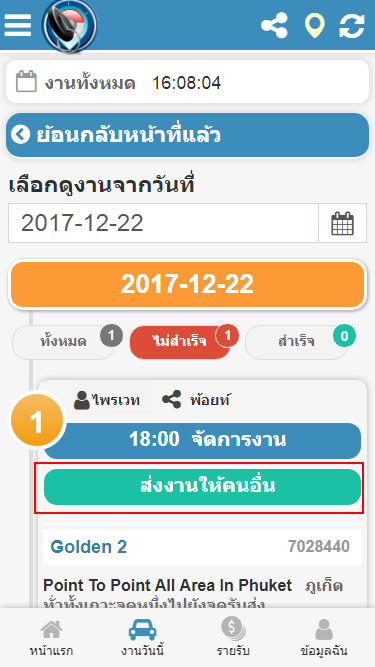 งานทั้งหมด 16:08:04
ย้อนกลับหน้าที่แล้ว
เลือกดูงานจากวันที่
2017-12-22
2017-12-22
ทั้งหมด 1 ไม่สำเร็จ 1 สำเร็จ 0
ไพรเวท พ้อยท์
1
18:00 จัดการงาน
ส่งงานให้คนอื่น
Golden 2 7028440
Point To Point All Area In Phuket ภูเก็ต
ทั่วทั้งเกาะจุดหนึ่งไปยังจุดรับส่ง
หน้าแรก งานวันนี้ รายรับ ข้อมูลฉัน